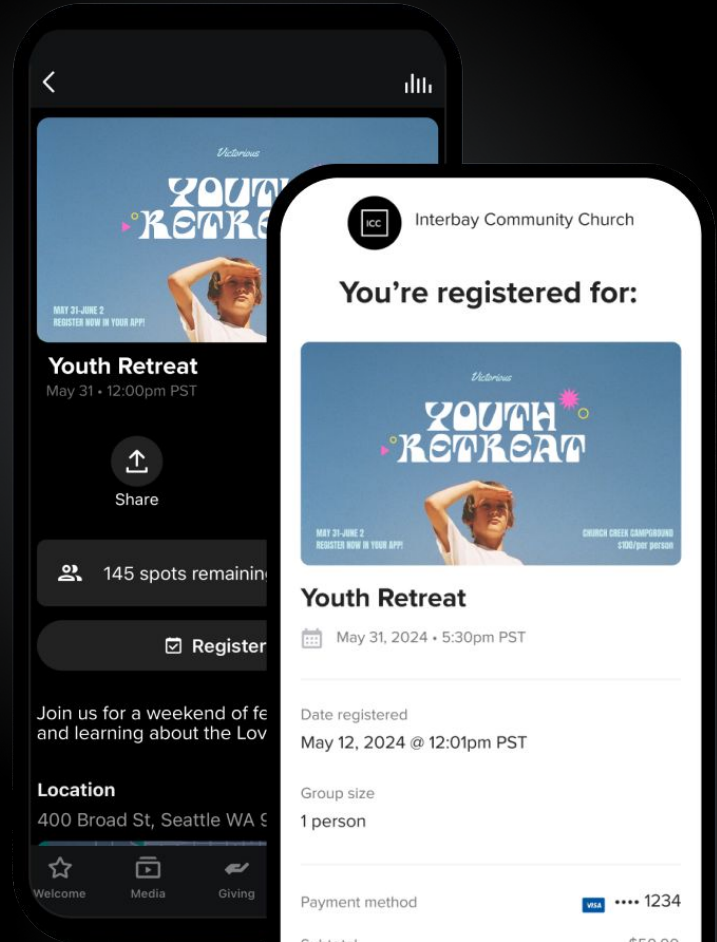 Victorious
YOUTH
RETREAT
MAY 31-JUNE 2
REGISTER NOW IN YOUR APP!
Youth Retreat
May 31 • 12:00pm PST
Share
145 spots remaining
Register
Join us for a weekend of fe
and learning about the Lov
Location
400 Broad St, Seattle WA 9
Welcome
Media
Giving
ICC
Interbay Community Church
You’re registered for:
Victorious
YOUTH
RETREAT
MAY 31-JUNE 2
REGISTER NOW IN YOUR APP!
CHURCH CREEK CAMPGROUND
$100/per person
Youth Retreat
May 31, 2024 • 5:30pm PST
Date registered
May 12, 2024 @ 12:01pm PST
Group size
1 person
Payment method
VISA •••• 1234